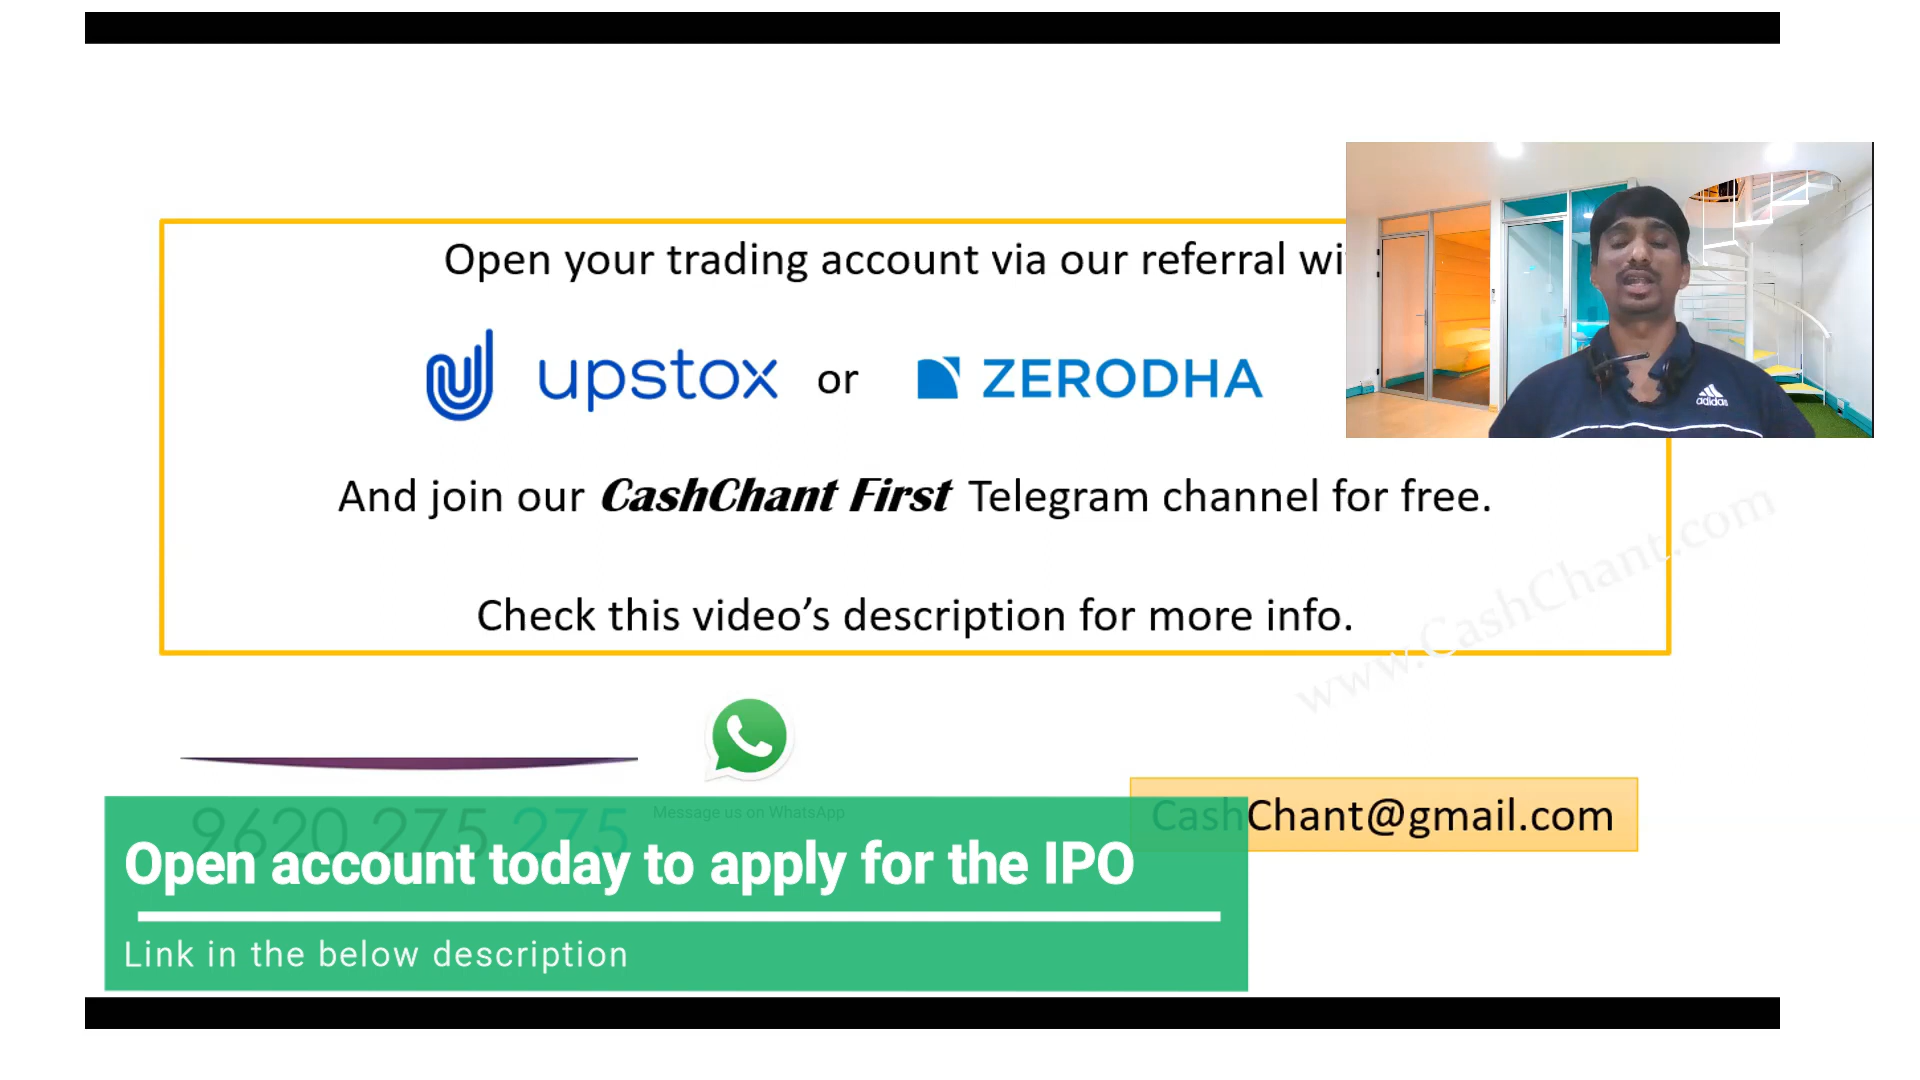 Open your trading account via our referral wi
upstox or ZERODHA
adidas
And join our CashChant First Telegram channel for free.
Check this video's description for more info.
www.CashChant.com
Message us on WhatsApp
9620 275 275
CashChant@gmail.com
Open account today to apply for the IPO
Link in the below description